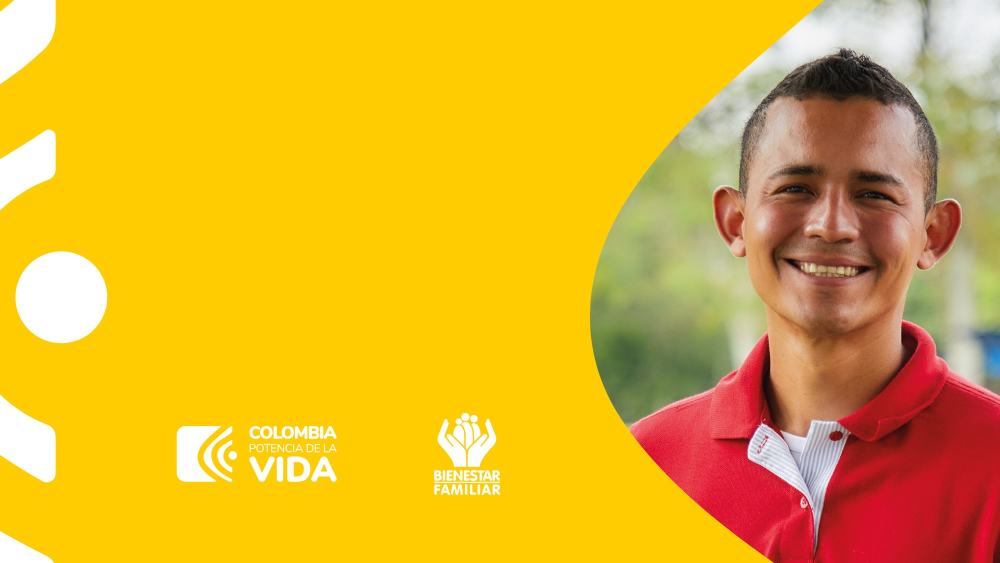 COLOMBIA
POTENCIA DE LA
VIDA
BIENESTAR
FAMILIAR